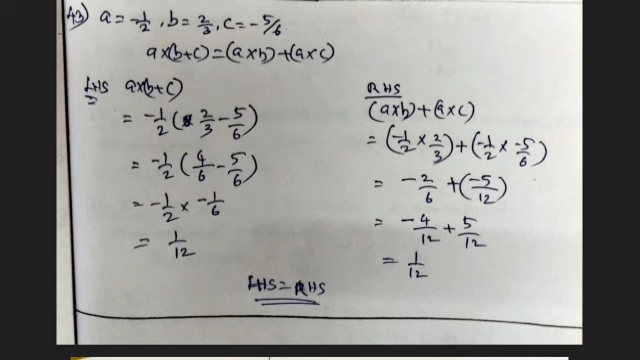 43) a = -1/2, b = 2/3, c = -5/6
a×(b+c) = (a×b)+(a×c)
LHS a×(b+c)
= -1/2 (2/3 - 5/6)
= -1/2 (4/6 - 5/6)
= -1/2 × -1/6
= 1/12
RHS
(a×b)+(a×c)
= (-1/2 × 2/3) + (-1/2 × -5/6)
= -2/6 + (-5/12)
= -4/12 + 5/12
= 1/12
LHS = RHS